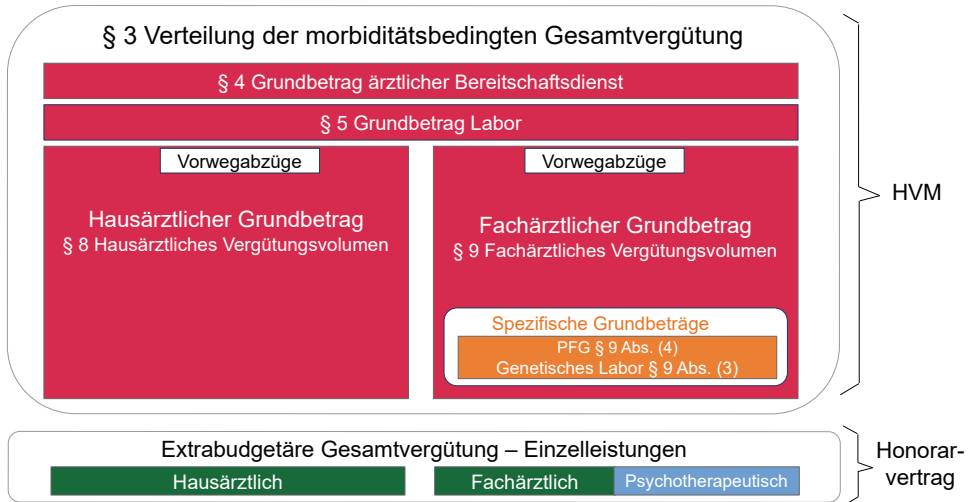 § 3 Verteilung der morbiditätsbedingten Gesamtvergütung
§ 4 Grundbetrag ärztlicher Bereitschaftsdienst
§ 5 Grundbetrag Labor
Vorwegabzüge
Hausärztlicher Grundbetrag
§ 8 Hausärztliches Vergütungsvolumen
Vorwegabzüge
Fachärztlicher Grundbetrag
§ 9 Fachärztliches Vergütungsvolumen
Spezifische Grundbeträge
PFG § 9 Abs. (4)
Genetisches Labor § 9 Abs. (3)
HVM
Extrabudgetäre Gesamtvergütung – Einzelleistungen
Hausärztlich
Fachärztlich
Psychotherapeutisch
Honorar-
vertrag